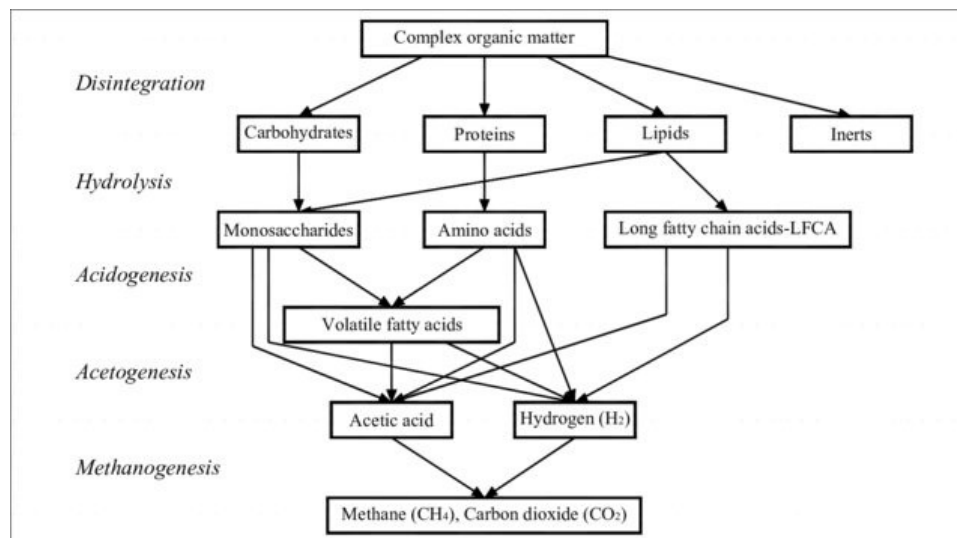 Complex organic matter
Disintegration
Carbohydrates
Proteins
Lipids
Inerts
Hydrolysis
Monosaccharides
Amino acids
Long fatty chain acids-LFCA
Acidogenesis
Volatile fatty acids
Acetogenesis
Acetic acid
Hydrogen (H₂)
Methanogenesis
Methane (CH₄), Carbon dioxide (CO₂)